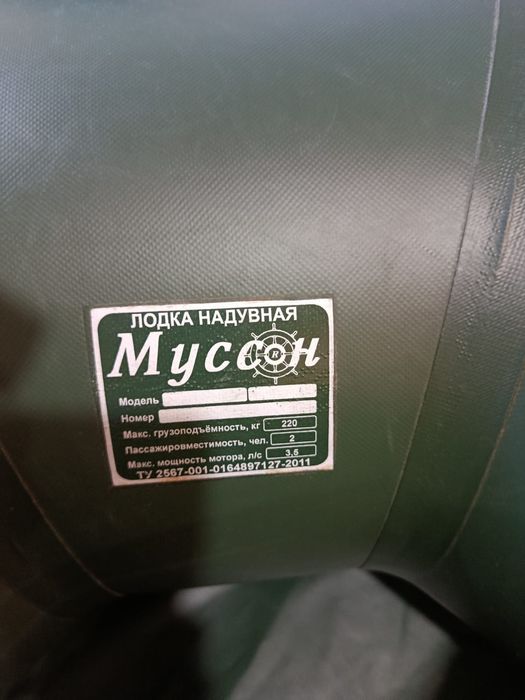 ЛОДКА НАДУВНАЯ
Муссон
R
Модель
Номер
Макс. грузоподъёмность, кг 220
Пассажировместимость, чел. 2
Макс. мощность мотора, л/с 3,5
ТУ 2567-001-0164897127-2011